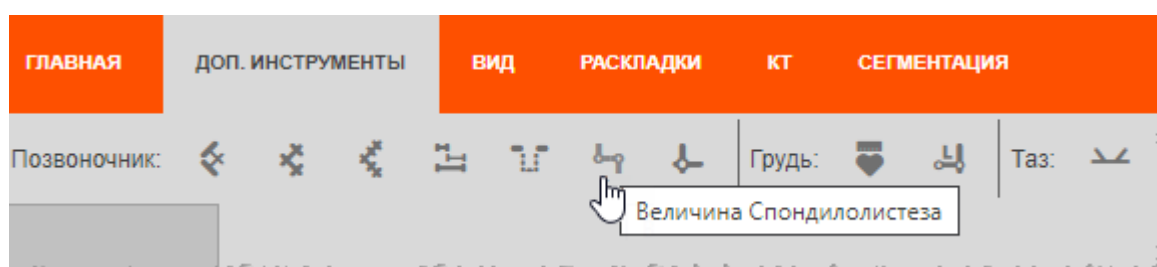 ГЛАВНАЯ ДОП. ИНСТРУМЕНТЫ ВИД РАСКЛАДКИ КТ СЕГМЕНТАЦИЯ
Позвоночник: Грудь: Таз:
Величина Спондилолистеза